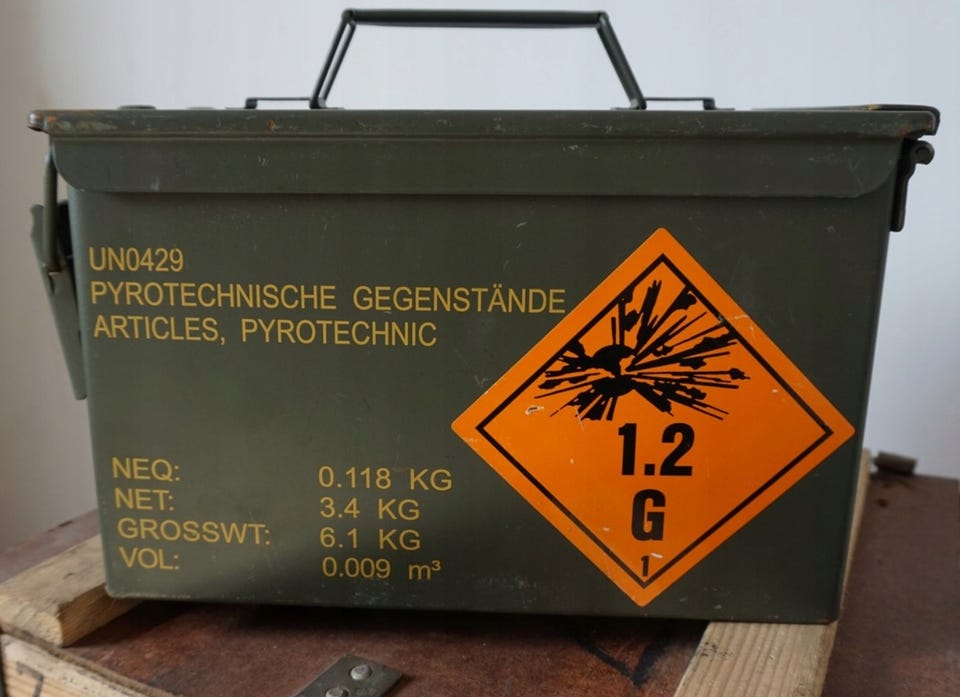 UN0429
PYROTECHNISCHE GEGENSTÄNDE
ARTICLES, PYROTECHNIC
NEQ: 0.118 KG
NET: 3.4 KG
GROSSWT: 6.1 KG
VOL: 0.009 m³
1.2
G
1